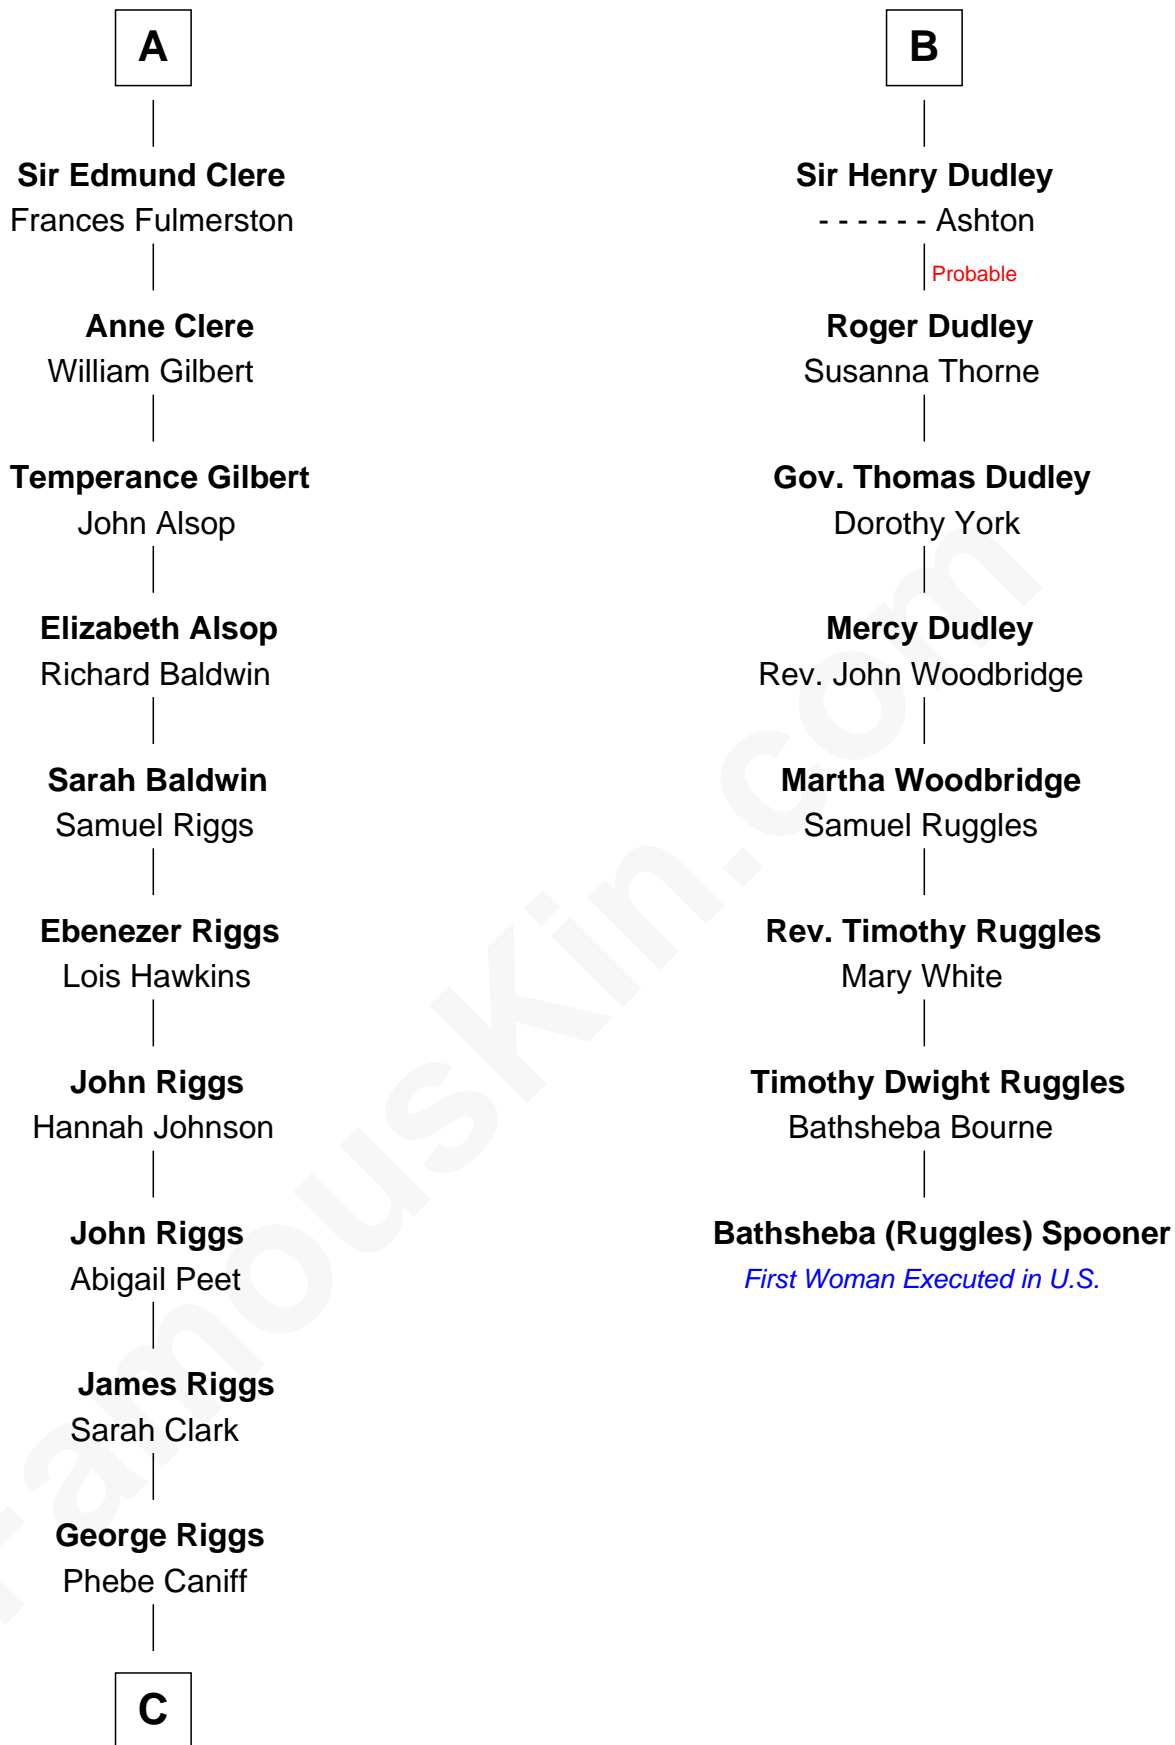 A
Sir Edmund Clere
Frances Fulmerston
Anne Clere
William Gilbert
Temperance Gilbert
John Alsop
Elizabeth Alsop
Richard Baldwin
Sarah Baldwin
Samuel Riggs
Ebenezer Riggs
Lois Hawkins
John Riggs
Hannah Johnson
John Riggs
Abigail Peet
James Riggs
Sarah Clark
George Riggs
Phebe Caniff
C
B
Sir Henry Dudley
- - - - - - Ashton
Probable
Roger Dudley
Susanna Thorne
Gov. Thomas Dudley
Dorothy York
Mercy Dudley
Rev. John Woodbridge
Martha Woodbridge
Samuel Ruggles
Rev. Timothy Ruggles
Mary White
Timothy Dwight Ruggles
Bathsheba Bourne
Bathsheba (Ruggles) Spooner
First Woman Executed in U.S.
FamousKin.com